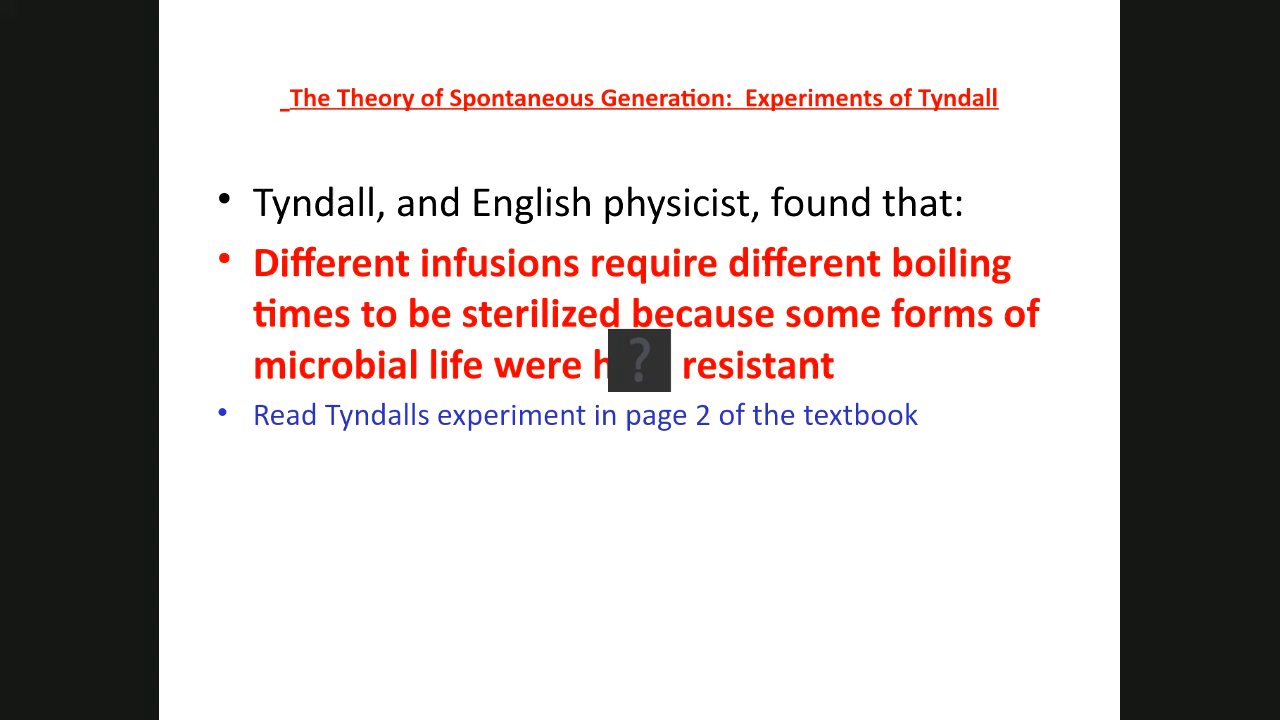 The Theory of Spontaneous Generation: Experiments of Tyndall
• Tyndall, and English physicist, found that:
• Different infusions require different boiling
times to be sterilized because some forms of
microbial life were resistant
• Read Tyndalls experiment in page 2 of the textbook